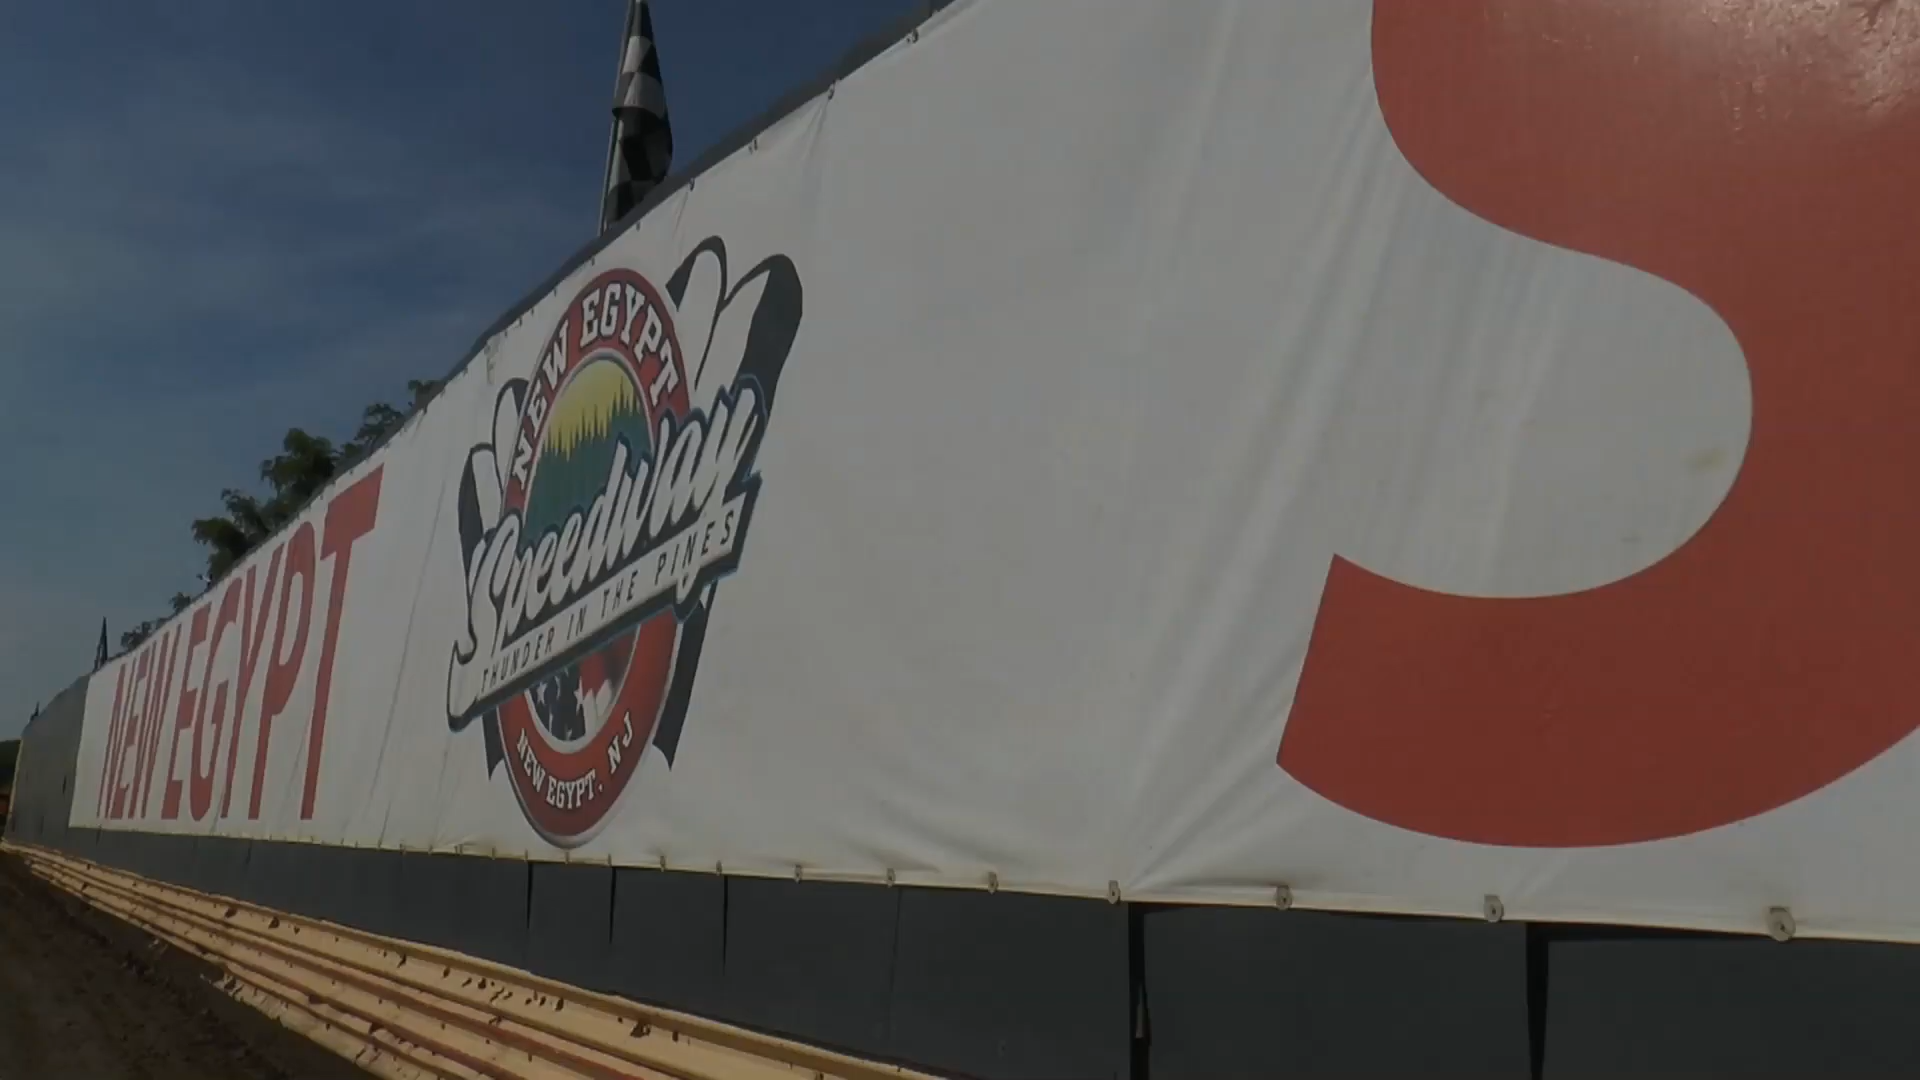 NEW EGYPT
NEW EGYPT
Speedway
THUNDER IN THE PINES
NEW EGYPT, NJ
S